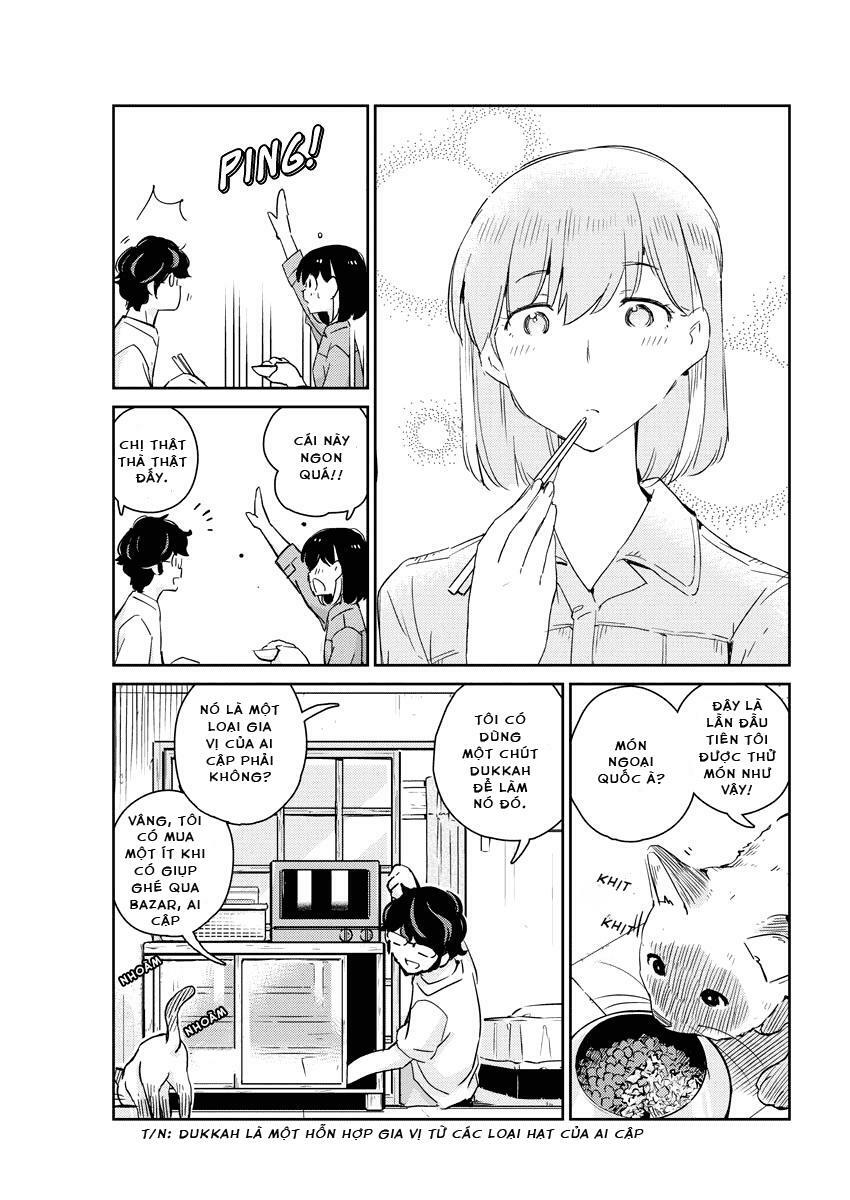 PING!
CÁI NÀY
NGON
QUÁ!!
CHỊ THẬT
THÀ THẬT
ĐẤY.
ĐÂY LÀ
LẦN ĐẦU
TIÊN TÔI
ĐƯỢC THỬ
MÓN NHƯ
VẬY!
MÓN
NGOẠI
QUỐC À?
KHỊT
KHỊT
TÔI CÓ
DÙNG
MỘT CHÚT
DUKKAH
ĐỂ LÀM
NÓ ĐÓ.
NÓ LÀ MỘT
LOẠI GIA
VỊ CỦA AI
CẬP PHẢI
KHÔNG?
VÂNG, TÔI
CÓ MUA
MỘT ÍT KHI
CÓ GIỤP
GHÉ QUA
BAZAR, AI
CẬP
NHOÀM
NHOÀM
T/N: DUKKAH LÀ MỘT HỖN HỢP GIA VỊ TỪ CÁC LOẠI HẠT CỦA AI CẬP